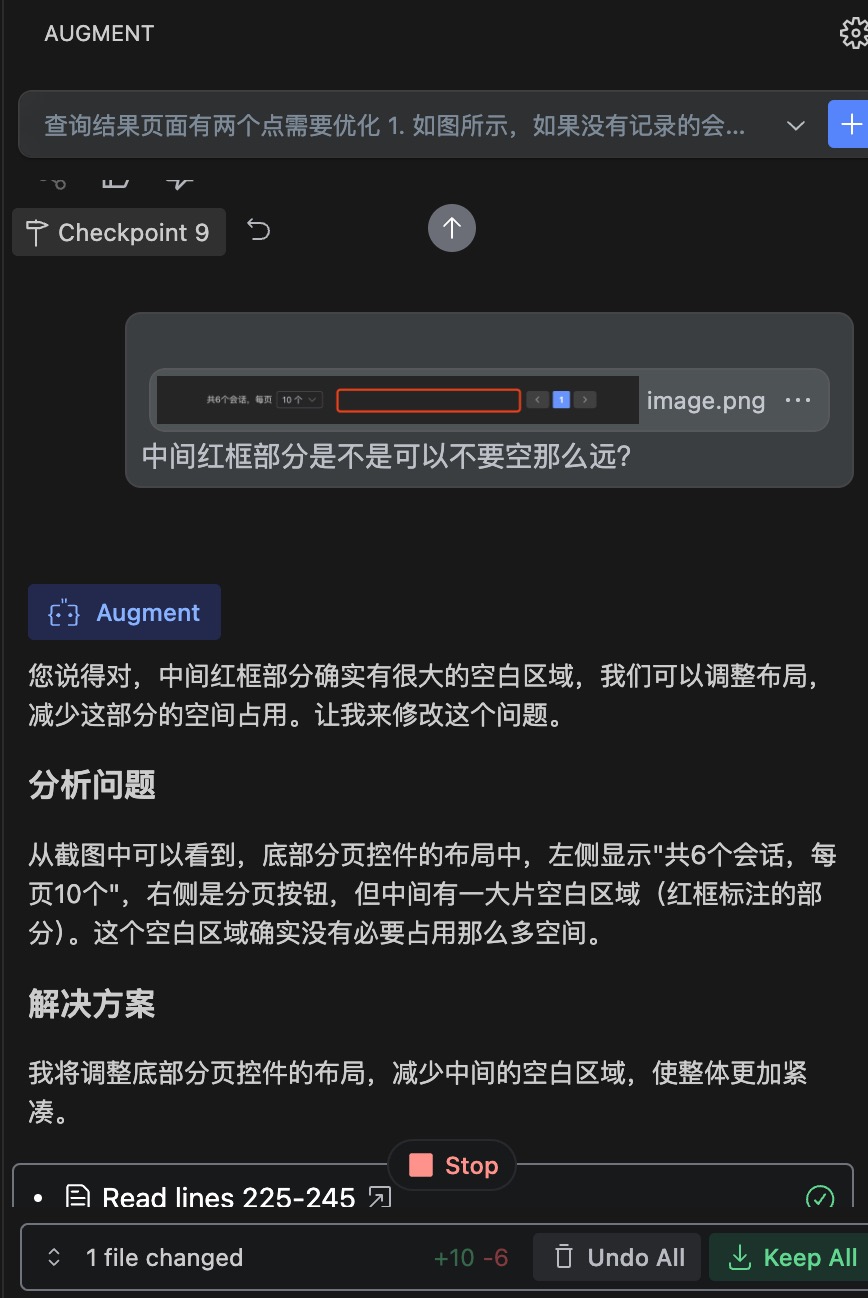 AUGMENT
查询结果页面有两个点需要优化 1. 如图所示，如果没有记录的会...
Checkpoint 9
共6个会话，每页 10 个
1
image.png
中间红框部分是不是可以不要空那么远?
Augment
您说得对，中间红框部分确实有很大的空白区域，我们可以调整布局，
减少这部分的空间占用。让我来修改这个问题。
分析问题
从截图中可以看到，底部分页控件的布局中，左侧显示"共6个会话，每
页10个"，右侧是分页按钮，但中间有一大片空白区域（红框标注的部
分）。这个空白区域确实没有必要占用那么多空间。
解决方案
我将调整底部分页控件的布局，减少中间的空白区域，使整体更加紧
凑。
Stop
Read lines 225-245
1 file changed
+10 -6
Undo All
Keep All